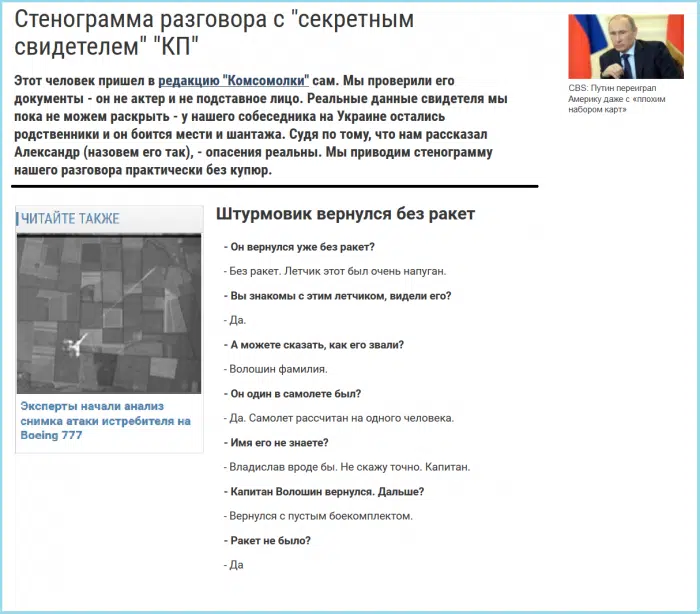 Стенограмма разговора с "секретным
свидетелем" "КП"
Этот человек пришел в редакцию "Комсомолки" сам. Мы проверили его
документы - он не актер и не подставное лицо. Реальные данные свидетеля мы
пока не можем раскрыть - у нашего собеседника на Украине остались
родственники и он боится мести и шантажа. Судя по тому, что нам рассказал
Александр (назовем его так), - опасения реальны. Мы приводим стенограмму
нашего разговора практически без купюр.
CBS: Путин переиграл
Америку даже с «плохим
набором карт»
ЧИТАЙТЕ ТАКЖЕ
Эксперты начали анализ
снимка атаки истребителя на
Boeing 777
Штурмовик вернулся без ракет
- Он вернулся уже без ракет?
- Без ракет. Летчик этот был очень напуган.
- Вы знакомы с этим летчиком, видели его?
- Да.
- А можете сказать, как его звали?
- Волошин фамилия.
- Он один в самолете был?
- Да. Самолет рассчитан на одного человека.
- Имя его не знаете?
- Владислав вроде бы. Не скажу точно. Капитан.
- Капитан Волошин вернулся. Дальше?
- Вернулся с пустым боекомплектом.
- Ракет не было?
- Да